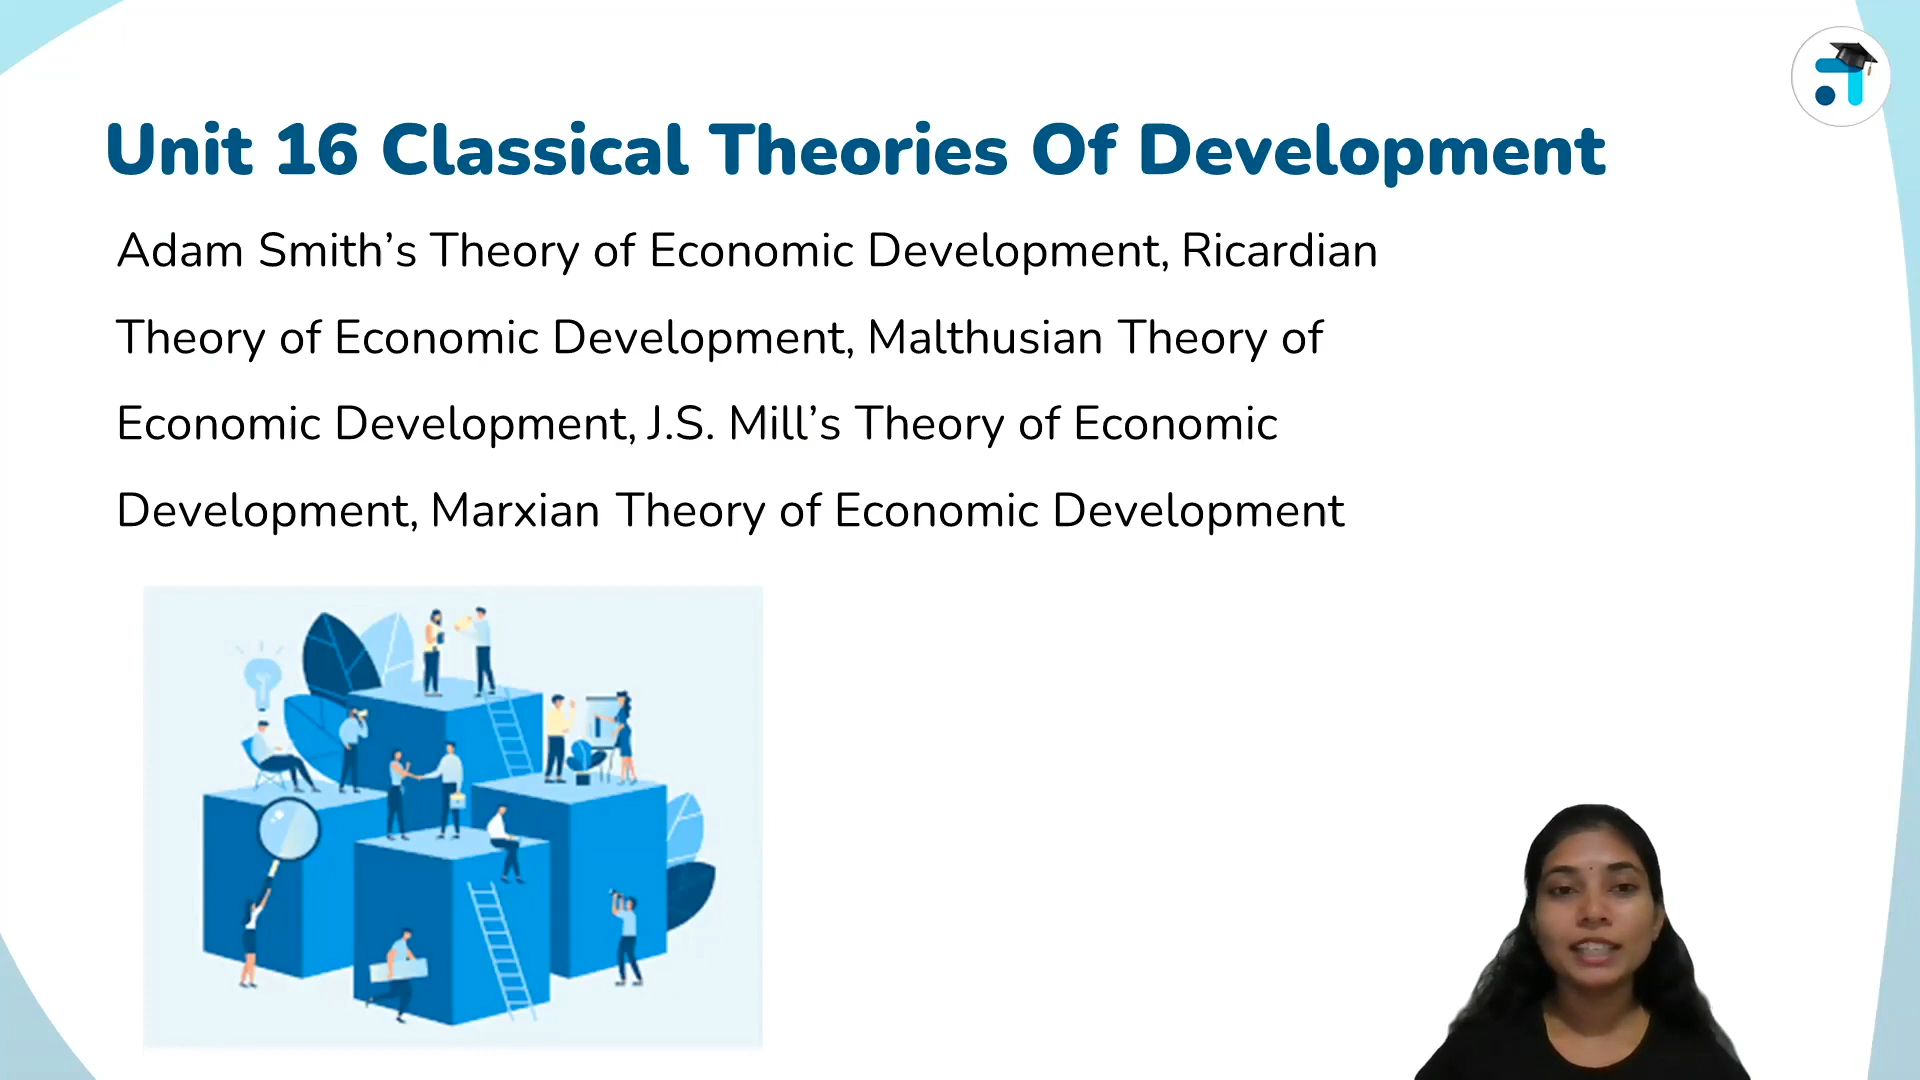 Unit 16 Classical Theories Of Development
Adam Smith’s Theory of Economic Development, Ricardian
Theory of Economic Development, Malthusian Theory of
Economic Development, J.S. Mill’s Theory of Economic
Development, Marxian Theory of Economic Development